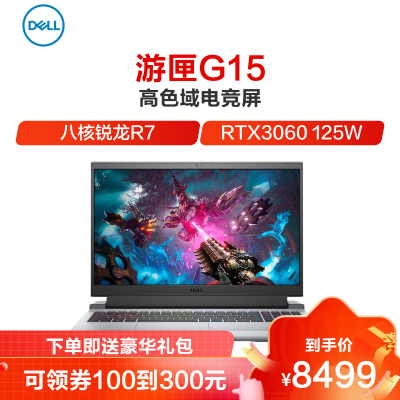 DELL
游匣G15
高色域电竞屏
八核锐龙R7
RTX3060 125W
DELL
下单即送豪华礼包
可领券100到300元
到手价
¥8499